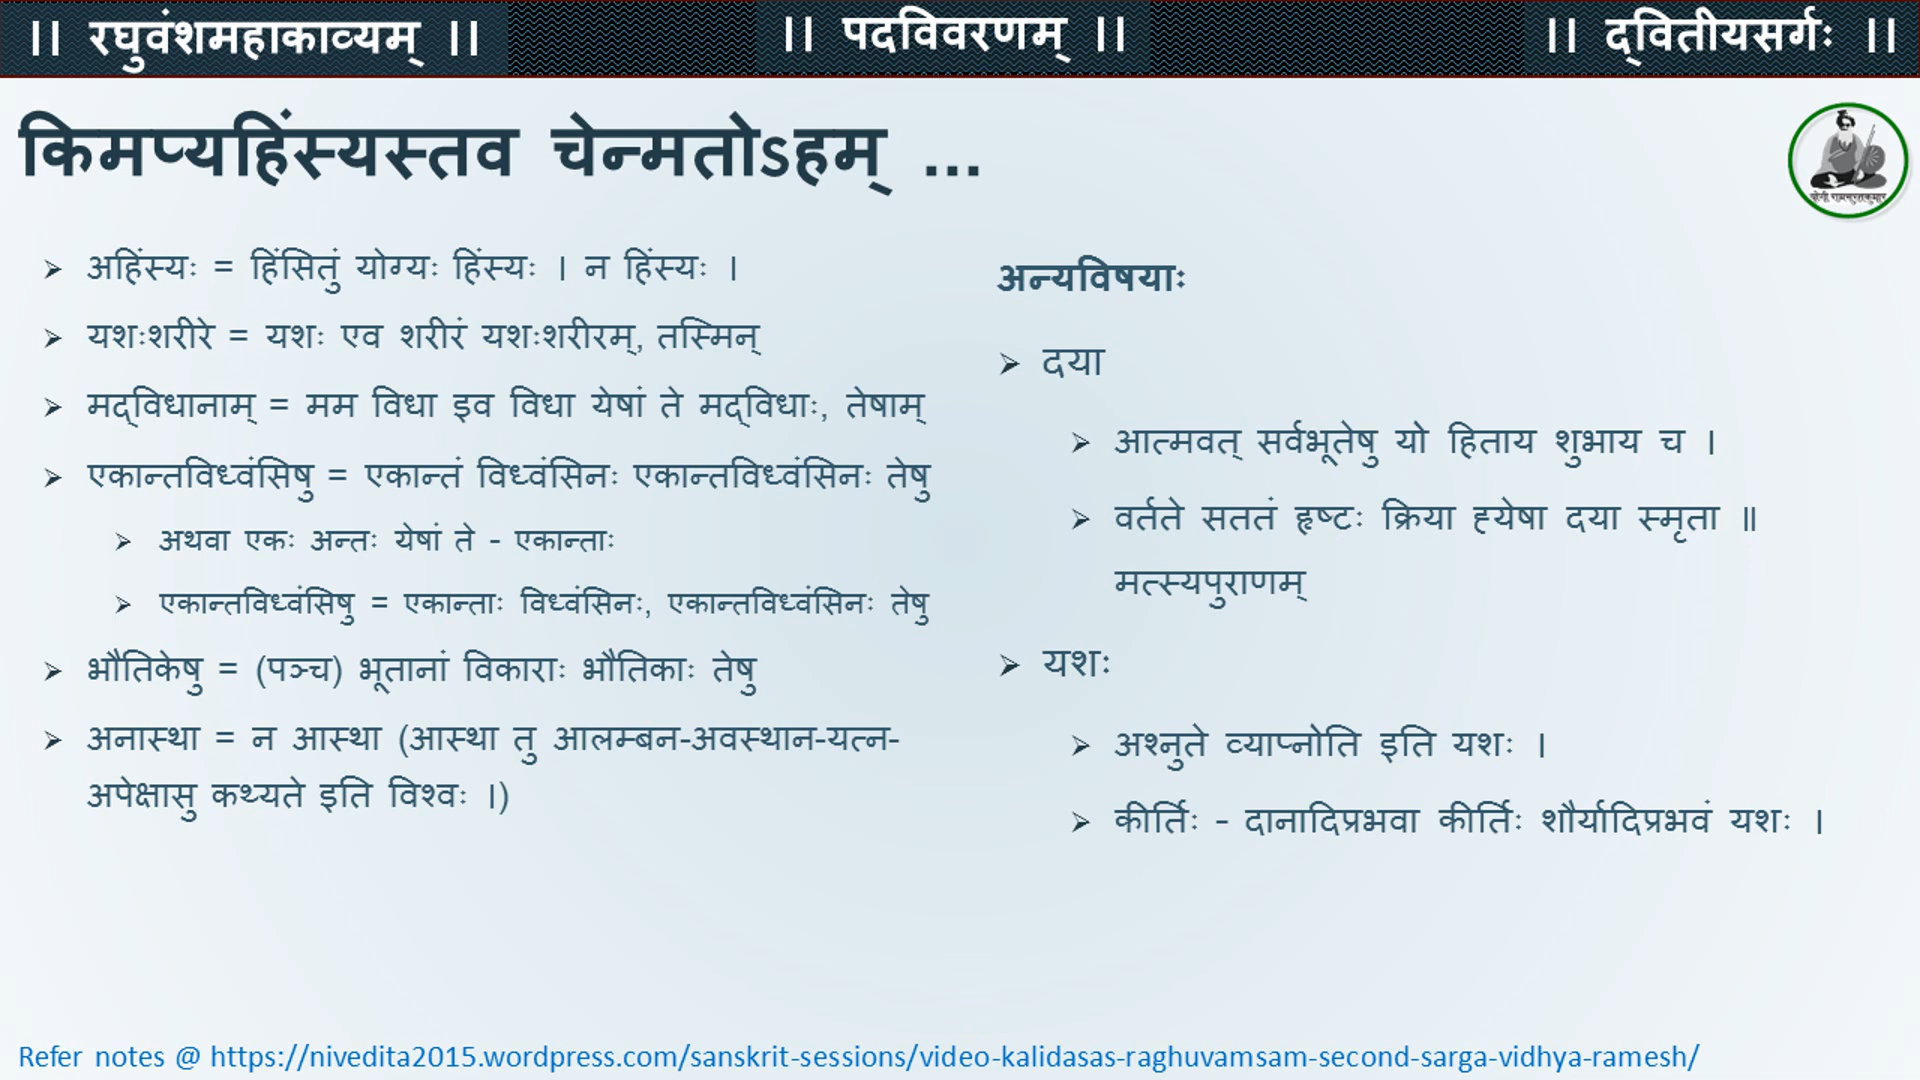 ।। रघुवंशमहाकाव्यम् ।।
।। पदविवरणम् ।।
।। द्वितीयसर्गः ।।
किमप्यहिंस्यस्तव चेन्मतोऽहम् ...
अहिंस्यः = हिंसितुं योग्यः हिंस्यः । न हिंस्यः ।
यशःशरीरे = यशः एव शरीरं यशःशरीरम्, तस्मिन्
मद्विधानाम् = मम विधा इव विधा येषां ते मद्विधाः, तेषाम्
एकान्तविध्वंसिषु = एकान्तं विध्वंसिनः एकान्तविध्वंसिनः तेषु
अथवा एकः अन्तः येषां ते - एकान्ताः
एकान्तविध्वंसिषु = एकान्ताः विध्वंसिनः, एकान्तविध्वंसिनः तेषु
भौतिकेषु = (पञ्च) भूतानां विकाराः भौतिकाः तेषु
अनास्था = न आस्था (आस्था तु आलम्बन-अवस्थान-यत्न-
अपेक्षासु कथ्यते इति विश्वः ।)
अन्यविषयाः
दया
आत्मवत् सर्वभूतेषु यो हिताय शुभाय च ।
वर्तते सततं हृष्टः क्रिया ह्येषा दया स्मृता ॥
मत्स्यपुराणम्
यशः
अश्नुते व्याप्नोति इति यशः ।
कीर्तिः – दानादिप्रभवा कीर्तिः शौर्यादिप्रभवं यशः ।
योगी रामसुरतकुमार
Refer notes @ https://nivedita2015.wordpress.com/sanskrit-sessions/video-kalidasas-raghuvamsam-second-sarga-vidhya-ramesh/